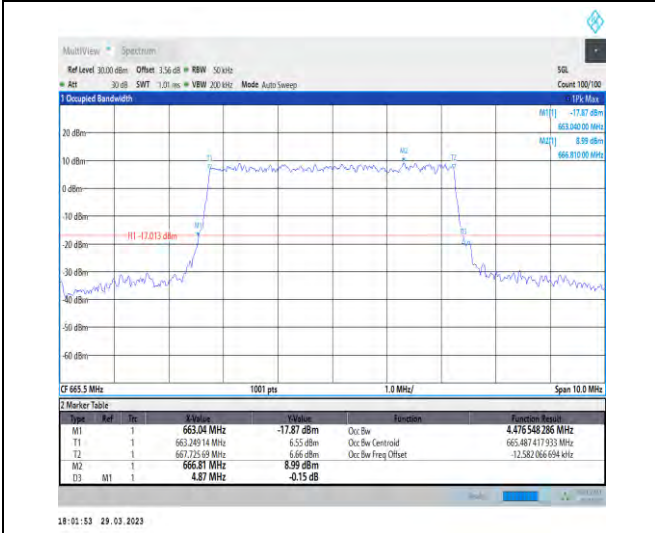 MultiView Spectrum
Ref Level 30.00 dBm Offset 3.56 dB RBW 50 kHz SGL
Att 30 dB SWT 1.01 ms VBW 200 kHz Mode Auto Sweep Count 100/100
1 Occupied Bandwidth 1Pk Max
M1[1] -17.87 dBm
663.04000 MHz
M2[1] 8.99 dBm
666.81000 MHz
20 dBm
M2
T1 T2
10 dBm
0 dBm
-10 dBm
M1
H1 -17.013 dBm
-20 dBm
-30 dBm
-40 dBm
-50 dBm
-60 dBm
CF 665.5 MHz 1001 pts 1.0 MHz/ Span 10.0 MHz
2 Marker Table
Type Ref Trc X-Value Y-Value Function Function Result
M1 1 663.04 MHz -17.87 dBm Occ Bw 4.476 548 286 MHz
T1 1 663.249 14 MHz 6.55 dBm Occ Bw Centroid 665.487 417 933 MHz
T2 1 667.725 69 MHz 6.66 dBm Occ Bw Freq Offset -12.582 066 694 kHz
M2 1 666.81 MHz 8.99 dBm
D3 M1 1 4.87 MHz -0.15 dB
18:01:53 29.03.2023